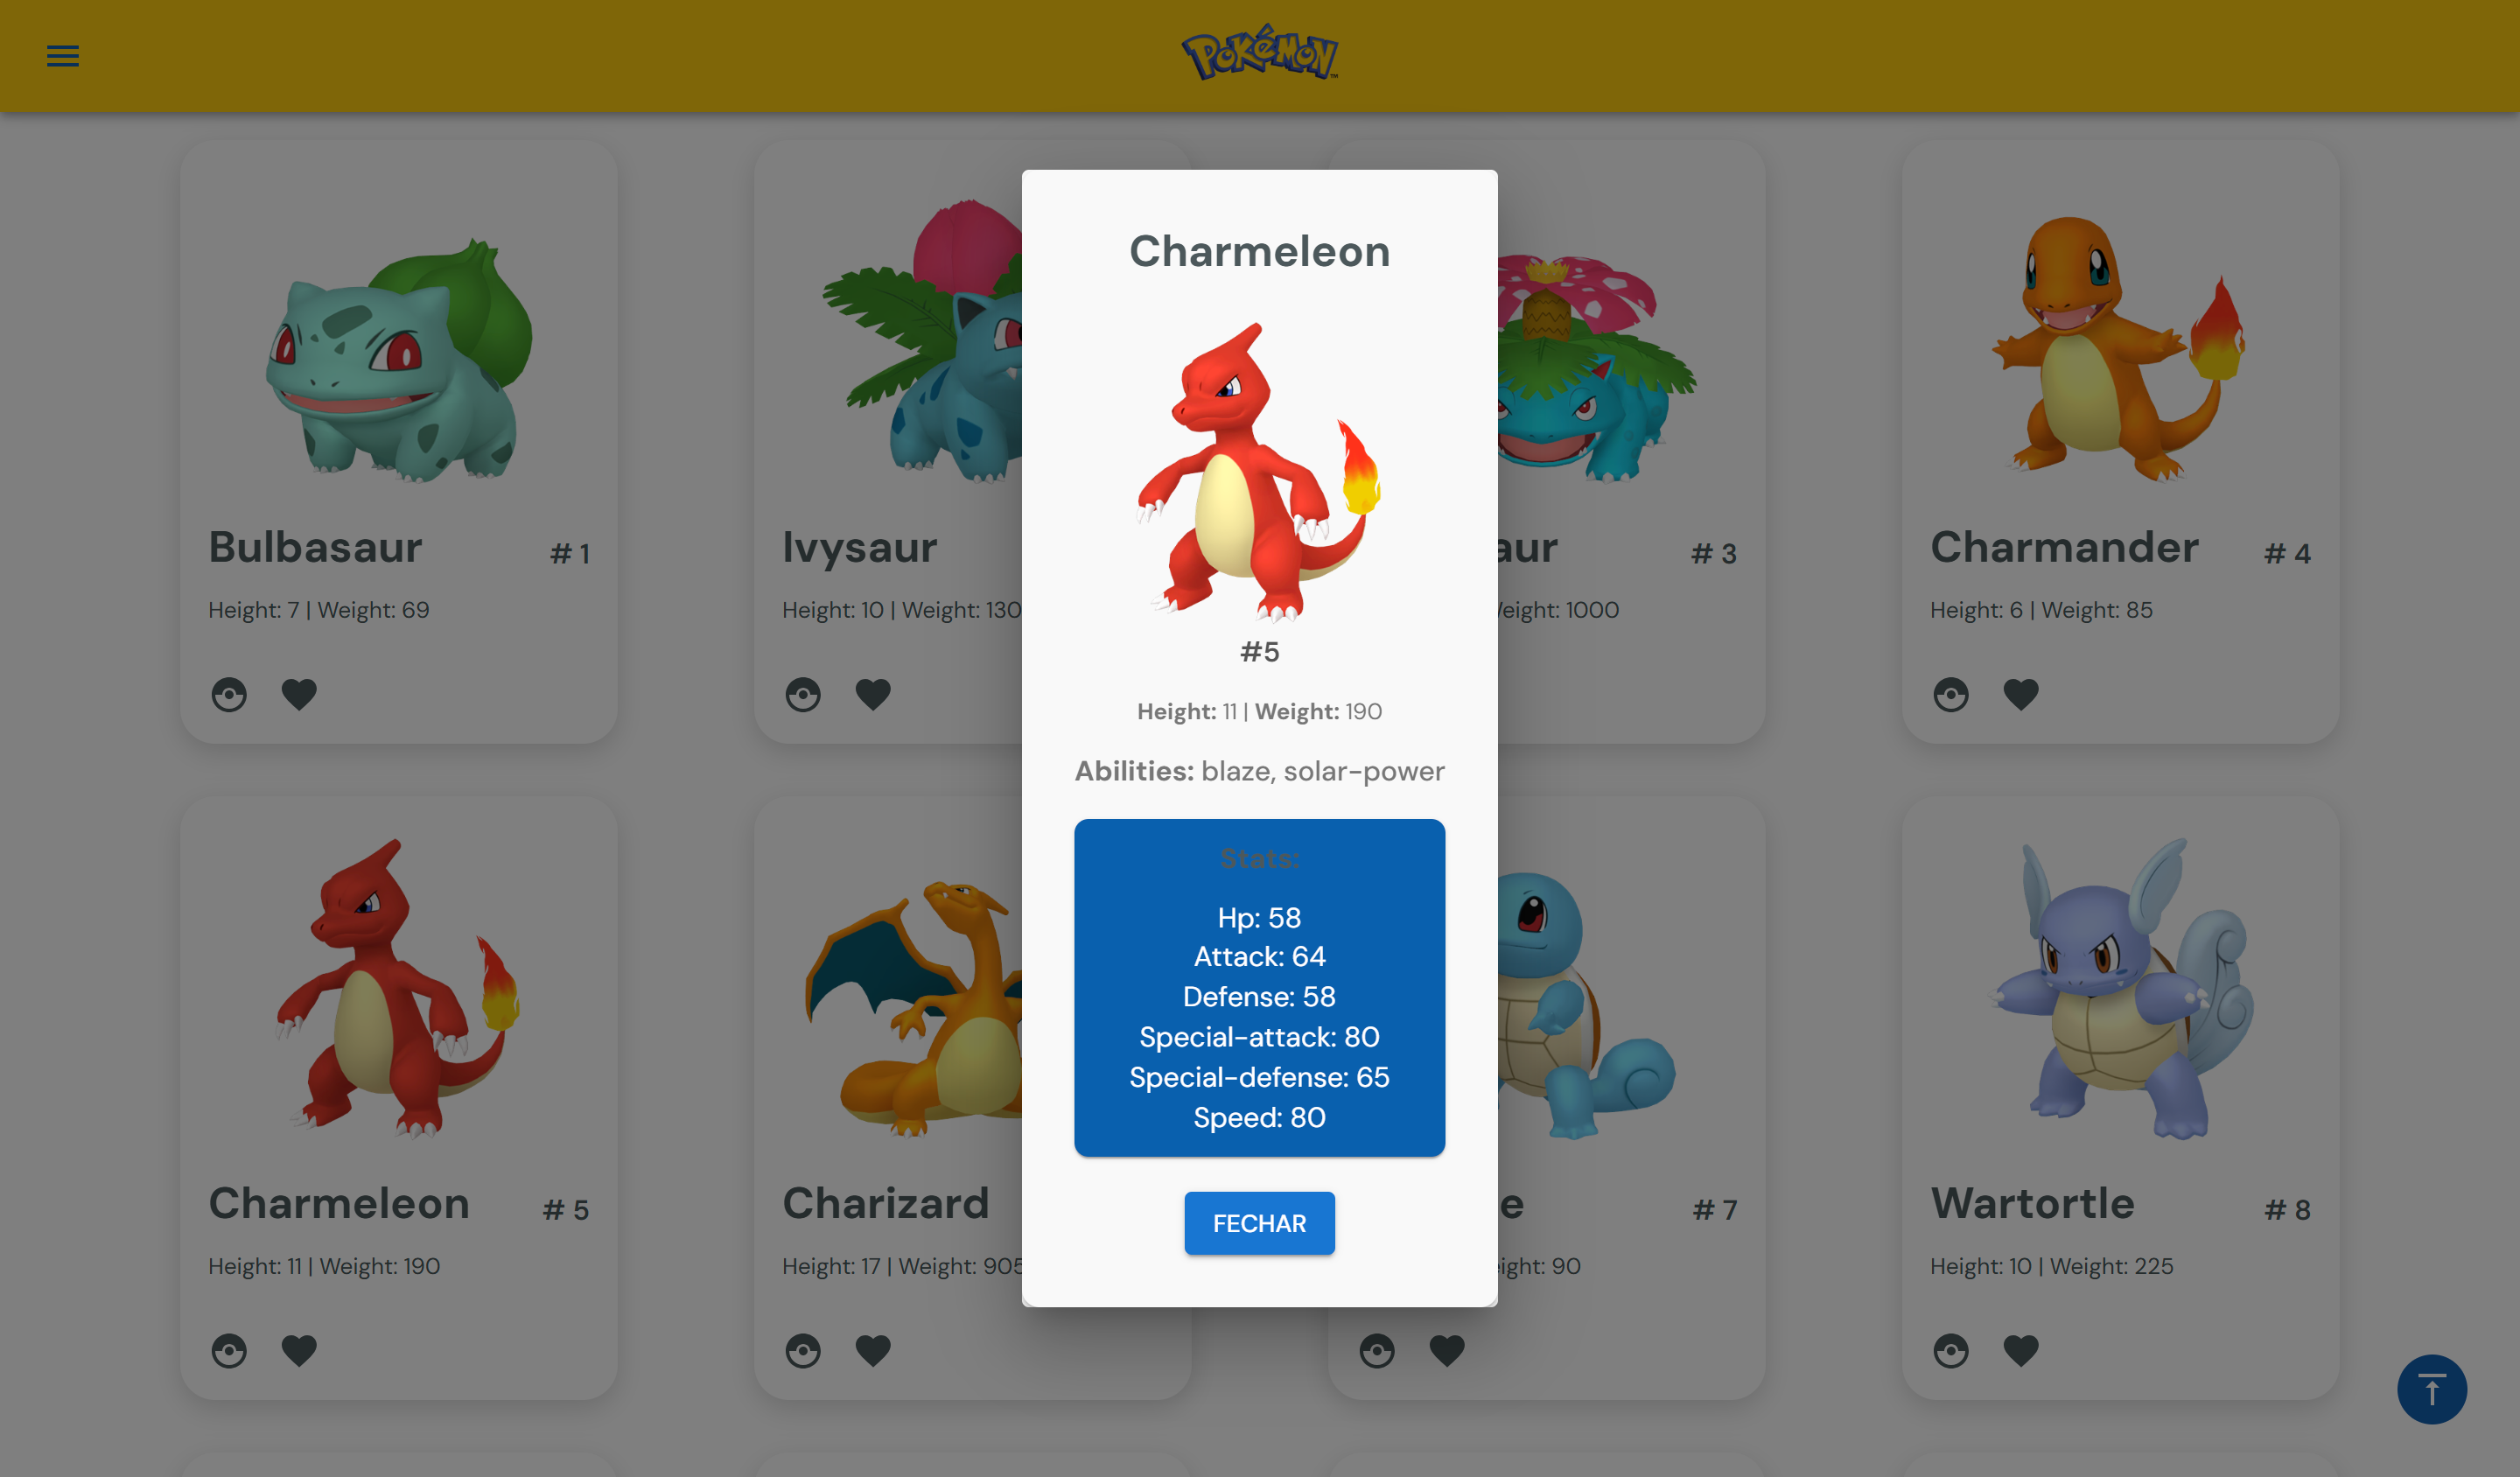 Pokémon™
Bulbasaur # 1
Height: 7 | Weight: 69
Ivysaur
Height: 10 | Weight: 130
aur # 3
eight: 1000
Charmander # 4
Height: 6 | Weight: 85
Charmeleon
#5
Height: 11 | Weight: 190
Abilities: blaze, solar-power
Stats:
Hp: 58
Attack: 64
Defense: 58
Special-attack: 80
Special-defense: 65
Speed: 80
FECHAR
Charmeleon # 5
Height: 11 | Weight: 190
Charizard
Height: 17 | Weight: 905
e # 7
ight: 90
Wartortle # 8
Height: 10 | Weight: 225